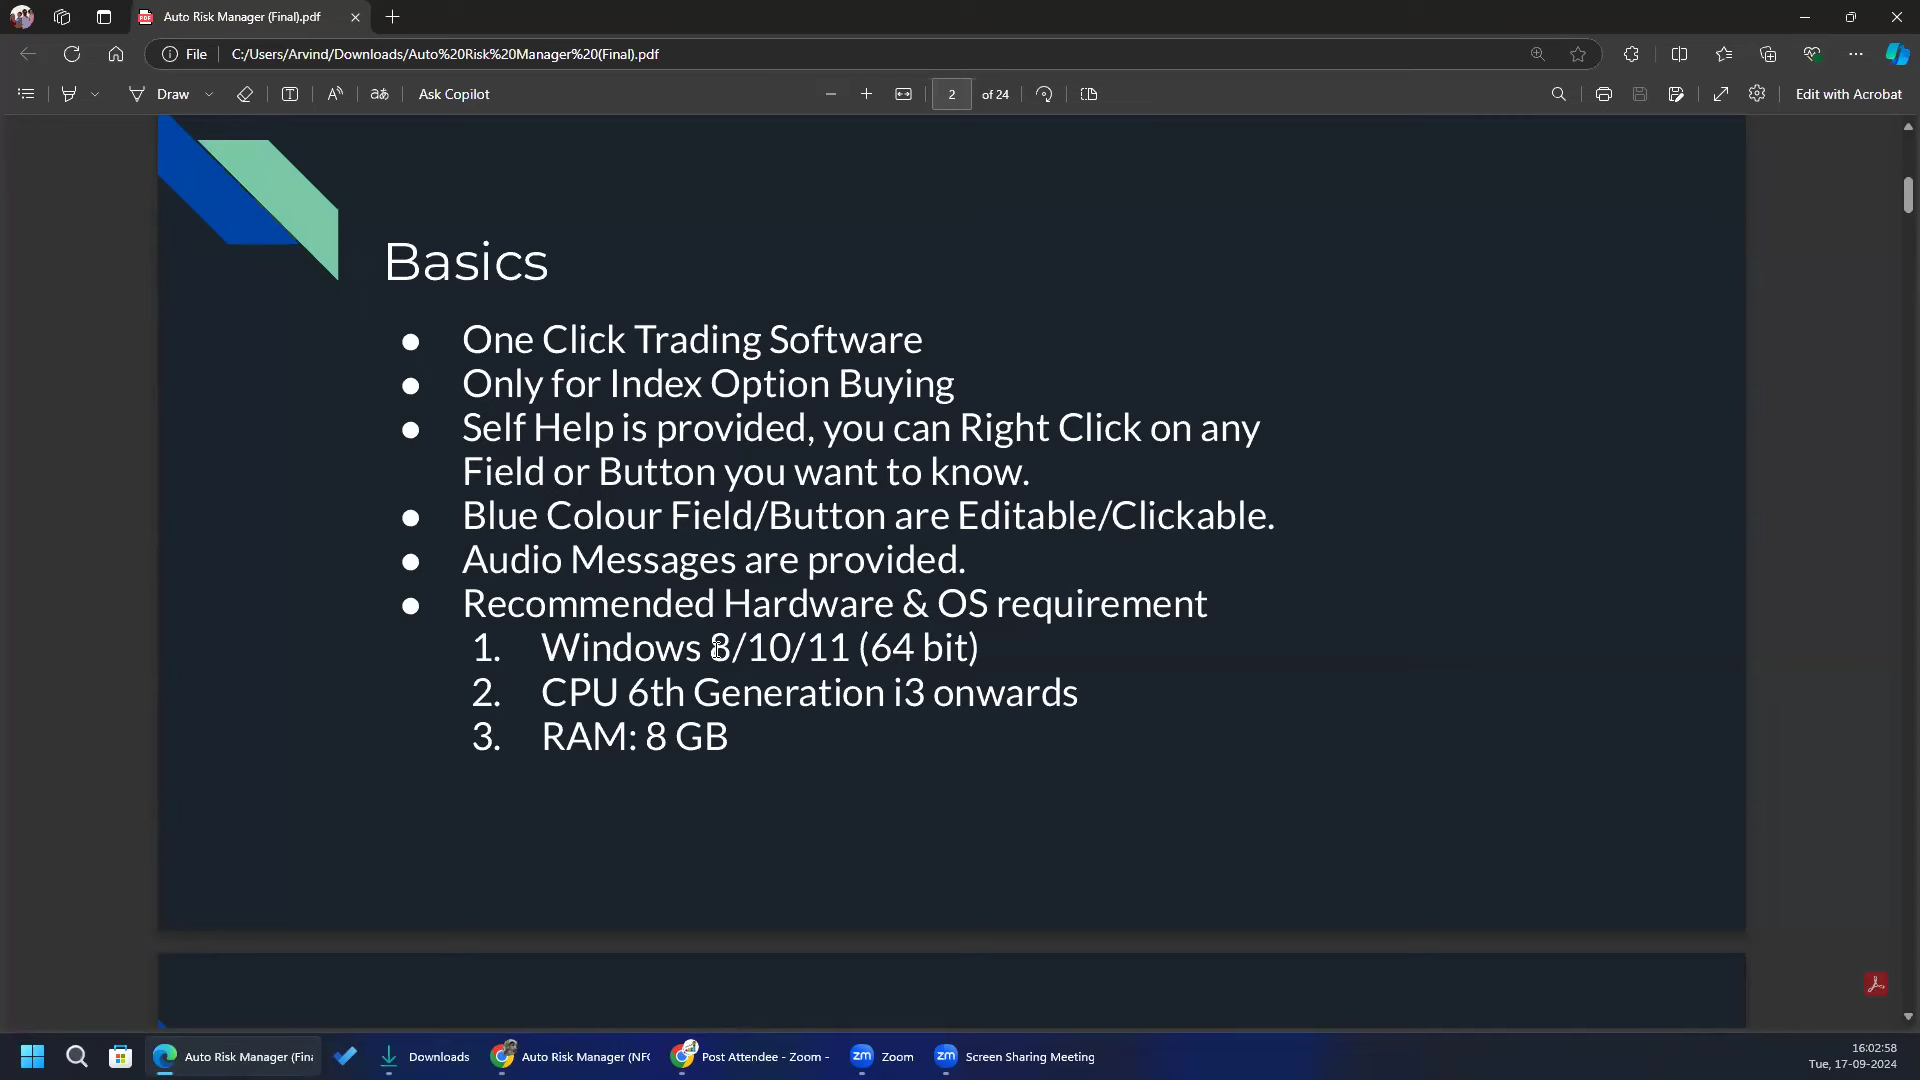 Auto Risk Manager (Final).pdf
File
C:/Users/Arvind/Downloads/Auto%20Risk%20Manager%20(Final).pdf
Draw
Ask Copilot
2 of 24
Edit with Acrobat
Basics
● One Click Trading Software
● Only for Index Option Buying
● Self Help is provided, you can Right Click on any
Field or Button you want to know.
● Blue Colour Field/Button are Editable/Clickable.
● Audio Messages are provided.
● Recommended Hardware & OS requirement
1. Windows 8/10/11 (64 bit)
2. CPU 6th Generation i3 onwards
3. RAM: 8 GB
Auto Risk Manager (Fina
Downloads
Auto Risk Manager (NFO
Post Attendee - Zoom -
zm Zoom
zm Screen Sharing Meeting
16:02:58
Tue, 17-09-2024